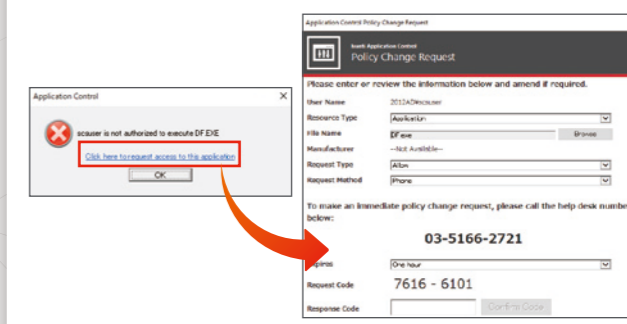 Application Control
scauser is not authorized to execute DF.EXE
Click here to request access to this application
OK
Application Control Policy Change Request
Ivanti Application Control
Policy Change Request
Please enter or review the information below and amend if required.
User Name
Resource Type Application
File Name DF.exe Browse
Manufacturer --Not Available--
Request Type Allow
Request Method Phone
To make an immediate policy change request, please call the help desk number
below:
03-5166-2721
Expires One hour
Request Code 7616 - 6101
Response Code Confirm Code